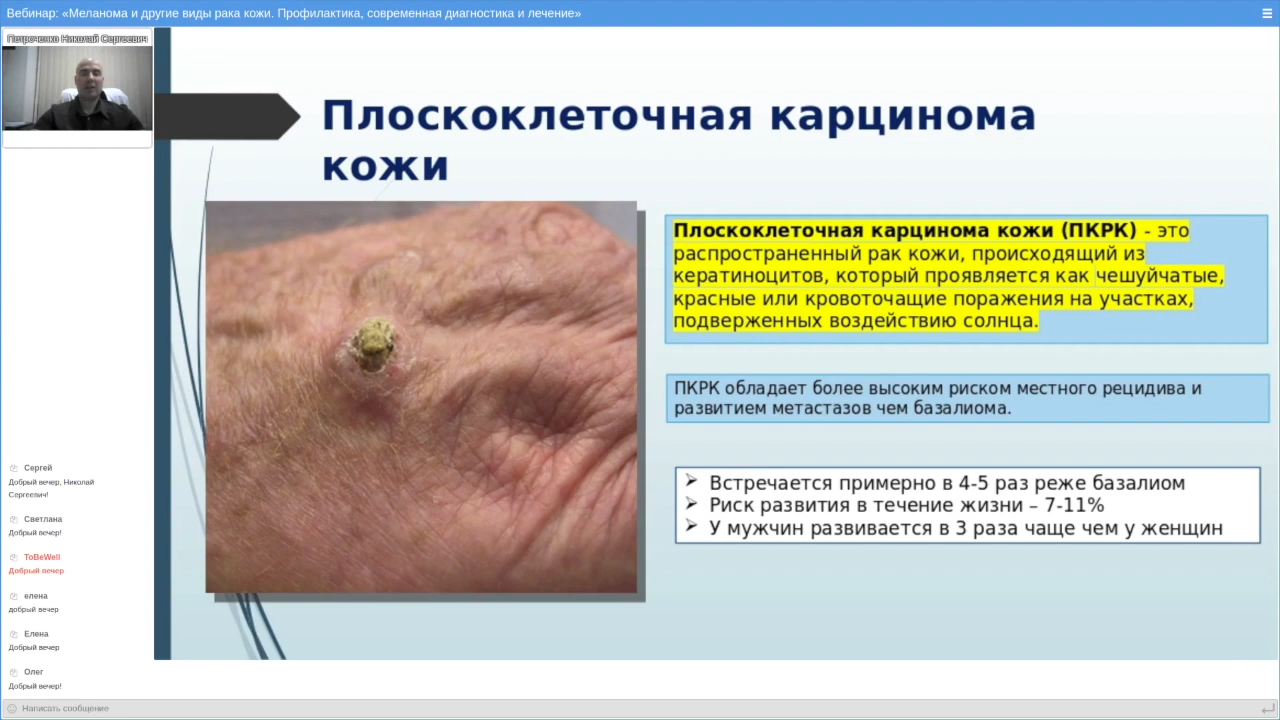 Вебинар: «Меланома и другие виды рака кожи. Профилактика, современная диагностика и лечение»
Петроченко Николай Сергеевич
Плоскоклеточная карцинома
кожи
Плоскоклеточная карцинома кожи (ПКРК) - это
распространенный рак кожи, происходящий из
кератиноцитов, который проявляется как чешуйчатые,
красные или кровоточащие поражения на участках,
подверженных воздействию солнца.
ПКРК обладает более высоким риском местного рецидива и
развитием метастазов чем базалиома.
Встречается примерно в 4-5 раз реже базалиом
Риск развития в течение жизни – 7-11%
У мужчин развивается в 3 раза чаще чем у женщин
Сергей
Добрый вечер, Николай
Сергеевич!
Светлана
Добрый вечер!
ToBeWell
Добрый вечер
елена
добрый вечер
Елена
Добрый вечер
Олег
Добрый вечер!
Написать сообщение